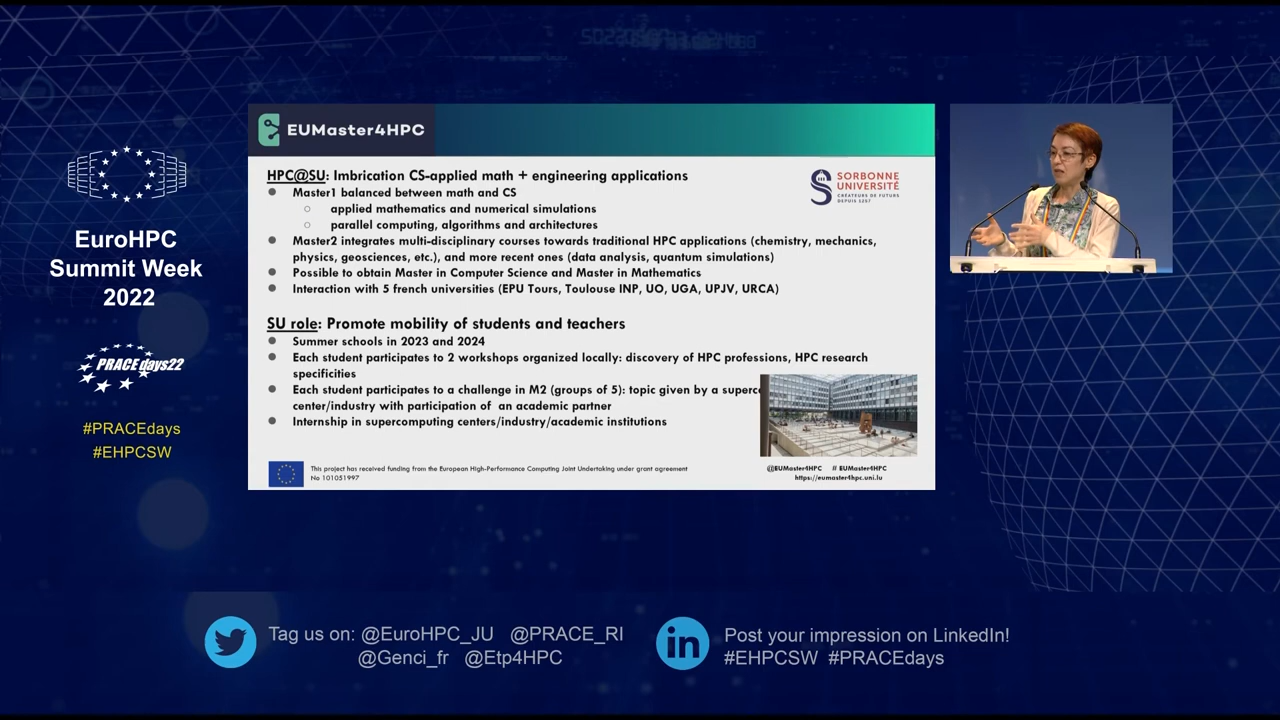 EuroHPC
Summit Week
2022
PRACEdays22
#PRACEdays
#EHPCSW
EUMaster4HPC
HPC@SU: Imbrication CS-applied math + engineering applications
SORBONNE
UNIVERSITÉ
CRÉATEURS DE FUTURS
DEPUIS 1257
Master1 balanced between math and CS
applied mathematics and numerical simulations
parallel computing, algorithms and architectures
Master2 integrates multi-disciplinary courses towards traditional HPC applications (chemistry, mechanics,
physics, geosciences, etc.), and more recent ones (data analysis, quantum simulations)
Possible to obtain Master in Computer Science and Master in Mathematics
Interaction with 5 french universities (EPU Tours, Toulouse INP, UO, UGA, UPJV, URCA)
SU role: Promote mobility of students and teachers
Summer schools in 2023 and 2024
Each student participates to 2 workshops organized locally: discovery of HPC professions, HPC research
specificities
Each student participates to a challenge in M2 (groups of 5): topic given by a superc
center/industry with participation of an academic partner
Internship in supercomputing centers/industry/academic institutions
This project has received funding from the European High-Performance Computing Joint Undertaking under grant agreement
No 101051997
@EUMaster4HPC # EUMaster4HPC
https://eumaster4hpc.uni.lu
Tag us on: @EuroHPC_JU @PRACE_RI
@Genci_fr @Etp4HPC
Post your impression on LinkedIn!
#EHPCSW #PRACEdays